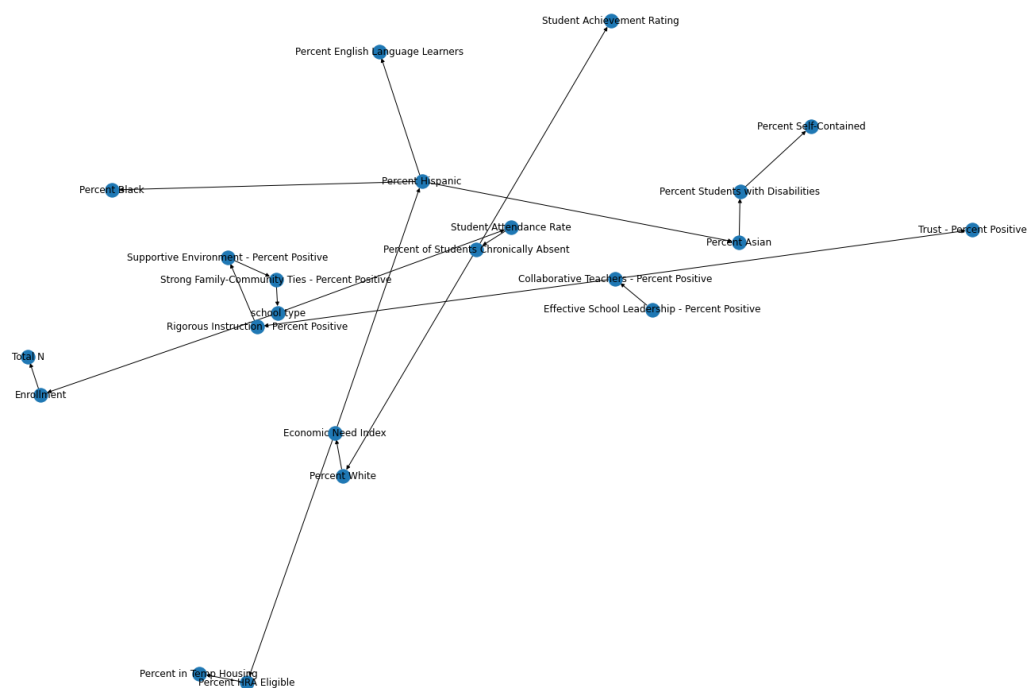 Student Achievement Rating
Percent English Language Learners
Percent Self-Contained
Percent Hispanic
Percent Black
Percent Students with Disabilities
Student Attendance Rate
Trust - Percent Positive
Percent Asian
Percent of Students Chronically Absent
Supportive Environment - Percent Positive
Strong Family-Community Ties - Percent Positive
Collaborative Teachers - Percent Positive
Effective School Leadership - Percent Positive
school type
Rigorous Instruction - Percent Positive
Total N
Enrollment
Economic Need Index
Percent White
Percent in Temp Housing
Percent HRA Eligible